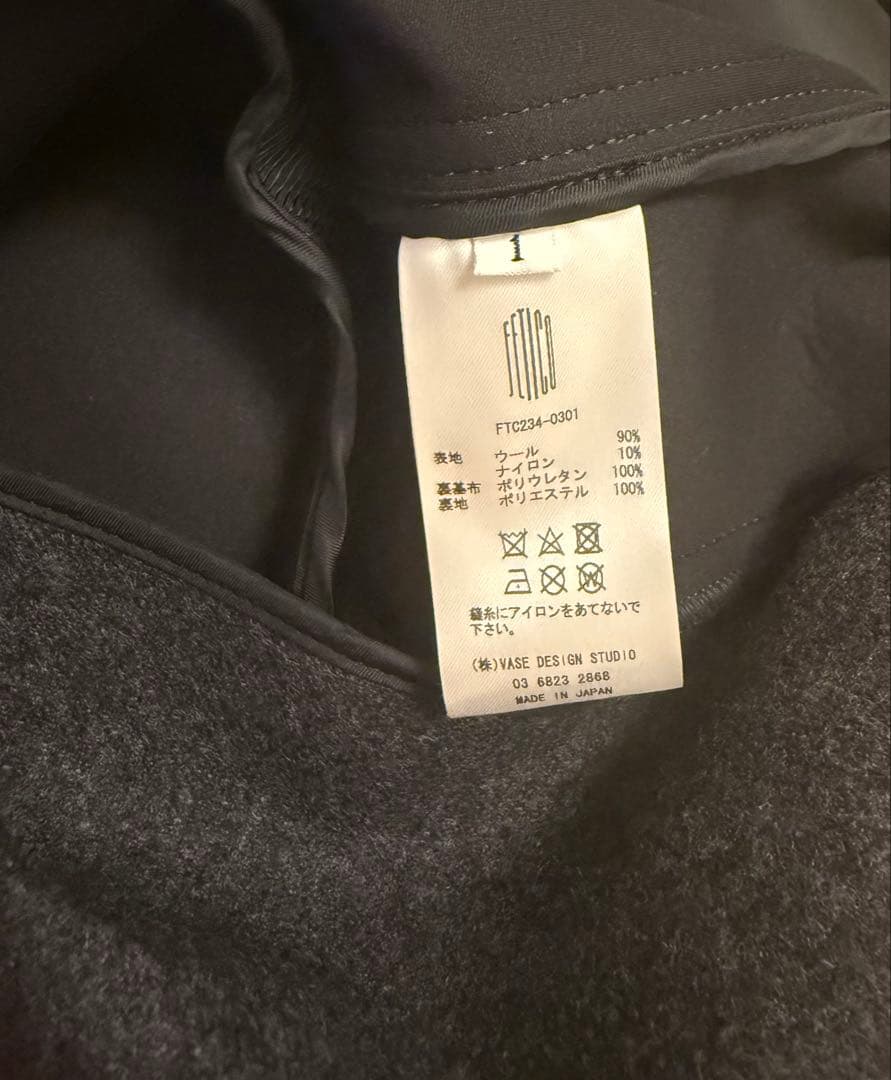 1
FETICO
FTC234-0301
表地 ウール 90%
ナイロン 10%
裏基布 ポリウレタン 100%
裏地 ポリエステル 100%
縫糸にアイロンをあてないで
下さい。
(株)VASE DESIGN STUDIO
03 6823 2868
MADE IN JAPAN